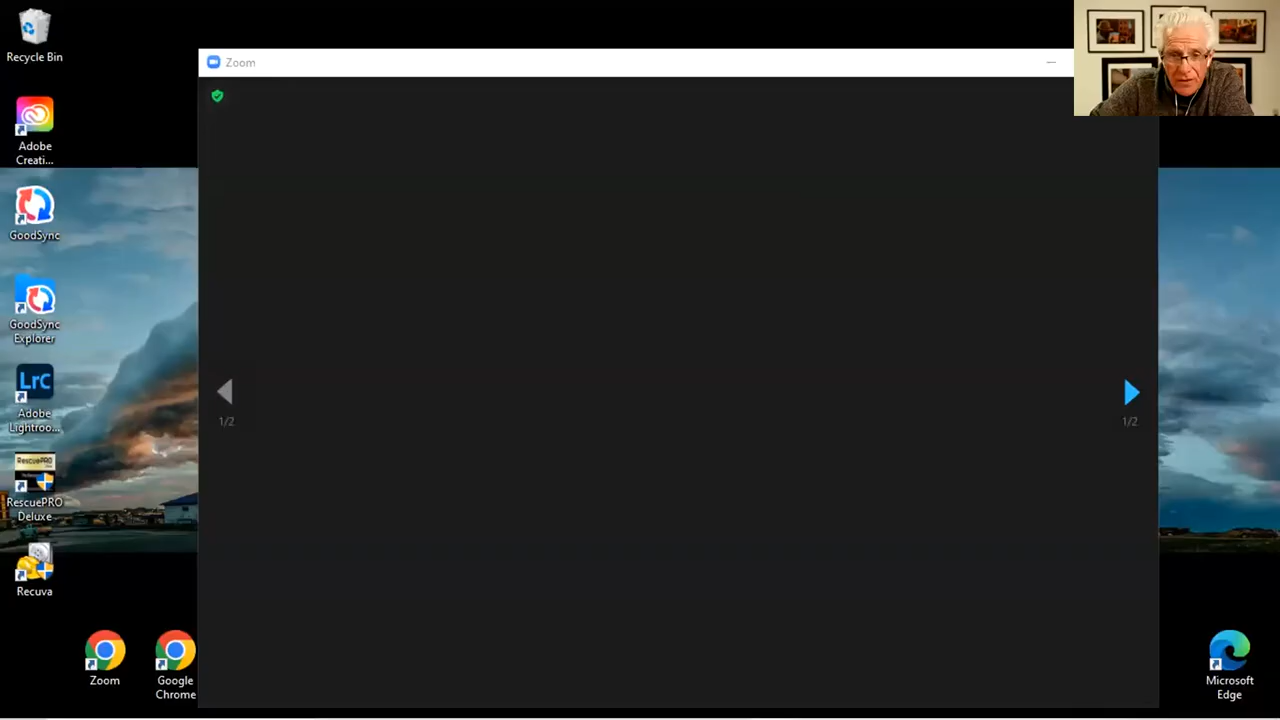 Recycle Bin
Zoom
Adobe
Creati...
GoodSync
GoodSync
Explorer
1/2
1/2
LrC
Adobe
Lightroo...
RescuePRO
RescuePRO
Deluxe
Recuva
Zoom
Google
Chrome
Microsoft
Edge